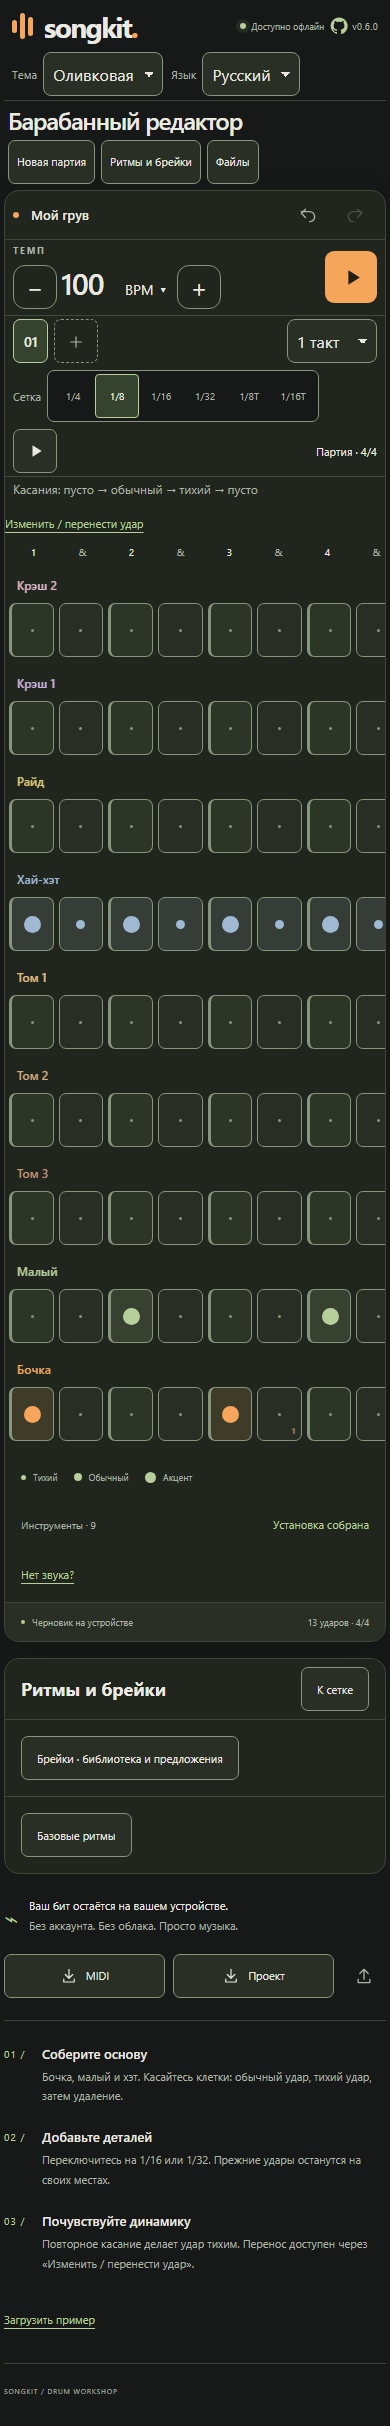 songkit.
Доступно офлайн v0.6.0
Тема Оливковая Язык Русский
Барабанный редактор
Новая партия Ритмы и брейки Файлы
Мой грув
ТЕМП
− 100 BPM ▾ +
01 + 1 такт
Сетка 1/4 1/8 1/16 1/32 1/8T 1/16T
Партия · 4/4
Касания: пусто → обычный → тихий → пусто
Изменить / перенести удар
1 & 2 & 3 & 4 &
Крэш 2
Крэш 1
Райд
Хай-хэт
Том 1
Том 2
Том 3
Малый
Бочка
1
Тихий Обычный Акцент
Инструменты · 9 Установка собрана
Нет звука?
Черновик на устройстве 13 ударов · 4/4
Ритмы и брейки К сетке
Брейки · библиотека и предложения
Базовые ритмы
Ваш бит остаётся на вашем устройстве.
Без аккаунта. Без облака. Просто музыка.
MIDI Проект
01 / Соберите основу
Бочка, малый и хэт. Касайтесь клетки: обычный удар, тихий удар,
затем удаление.
02 / Добавьте деталей
Переключитесь на 1/16 или 1/32. Прежние удары останутся на
своих местах.
03 / Почувствуйте динамику
Повторное касание делает удар тихим. Перенос доступен через
«Изменить / перенести удар».
Загрузить пример
SONGKIT / DRUM WORKSHOP